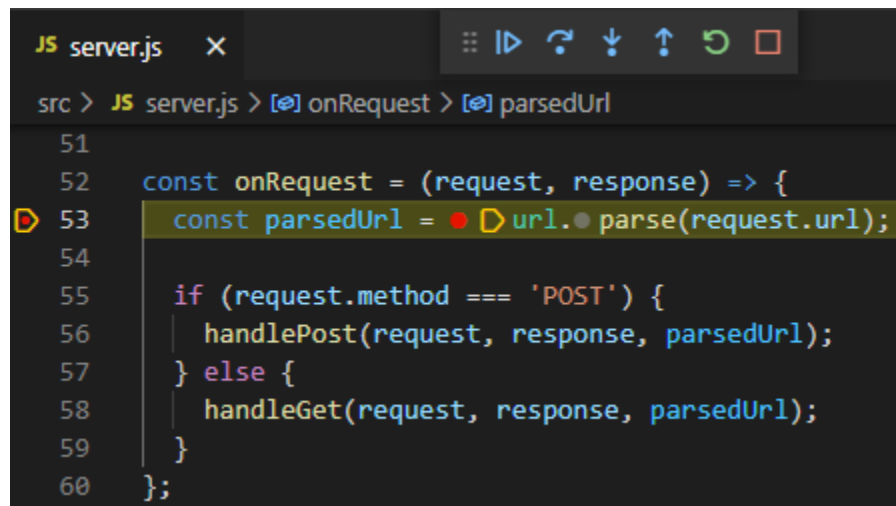 JS server.js
src > JS server.js > onRequest > parsedUrl
51
52 const onRequest = (request, response) => {
53 const parsedUrl = url.parse(request.url);
54
55 if (request.method === 'POST') {
56 handlePost(request, response, parsedUrl);
57 } else {
58 handleGet(request, response, parsedUrl);
59 }
60 };